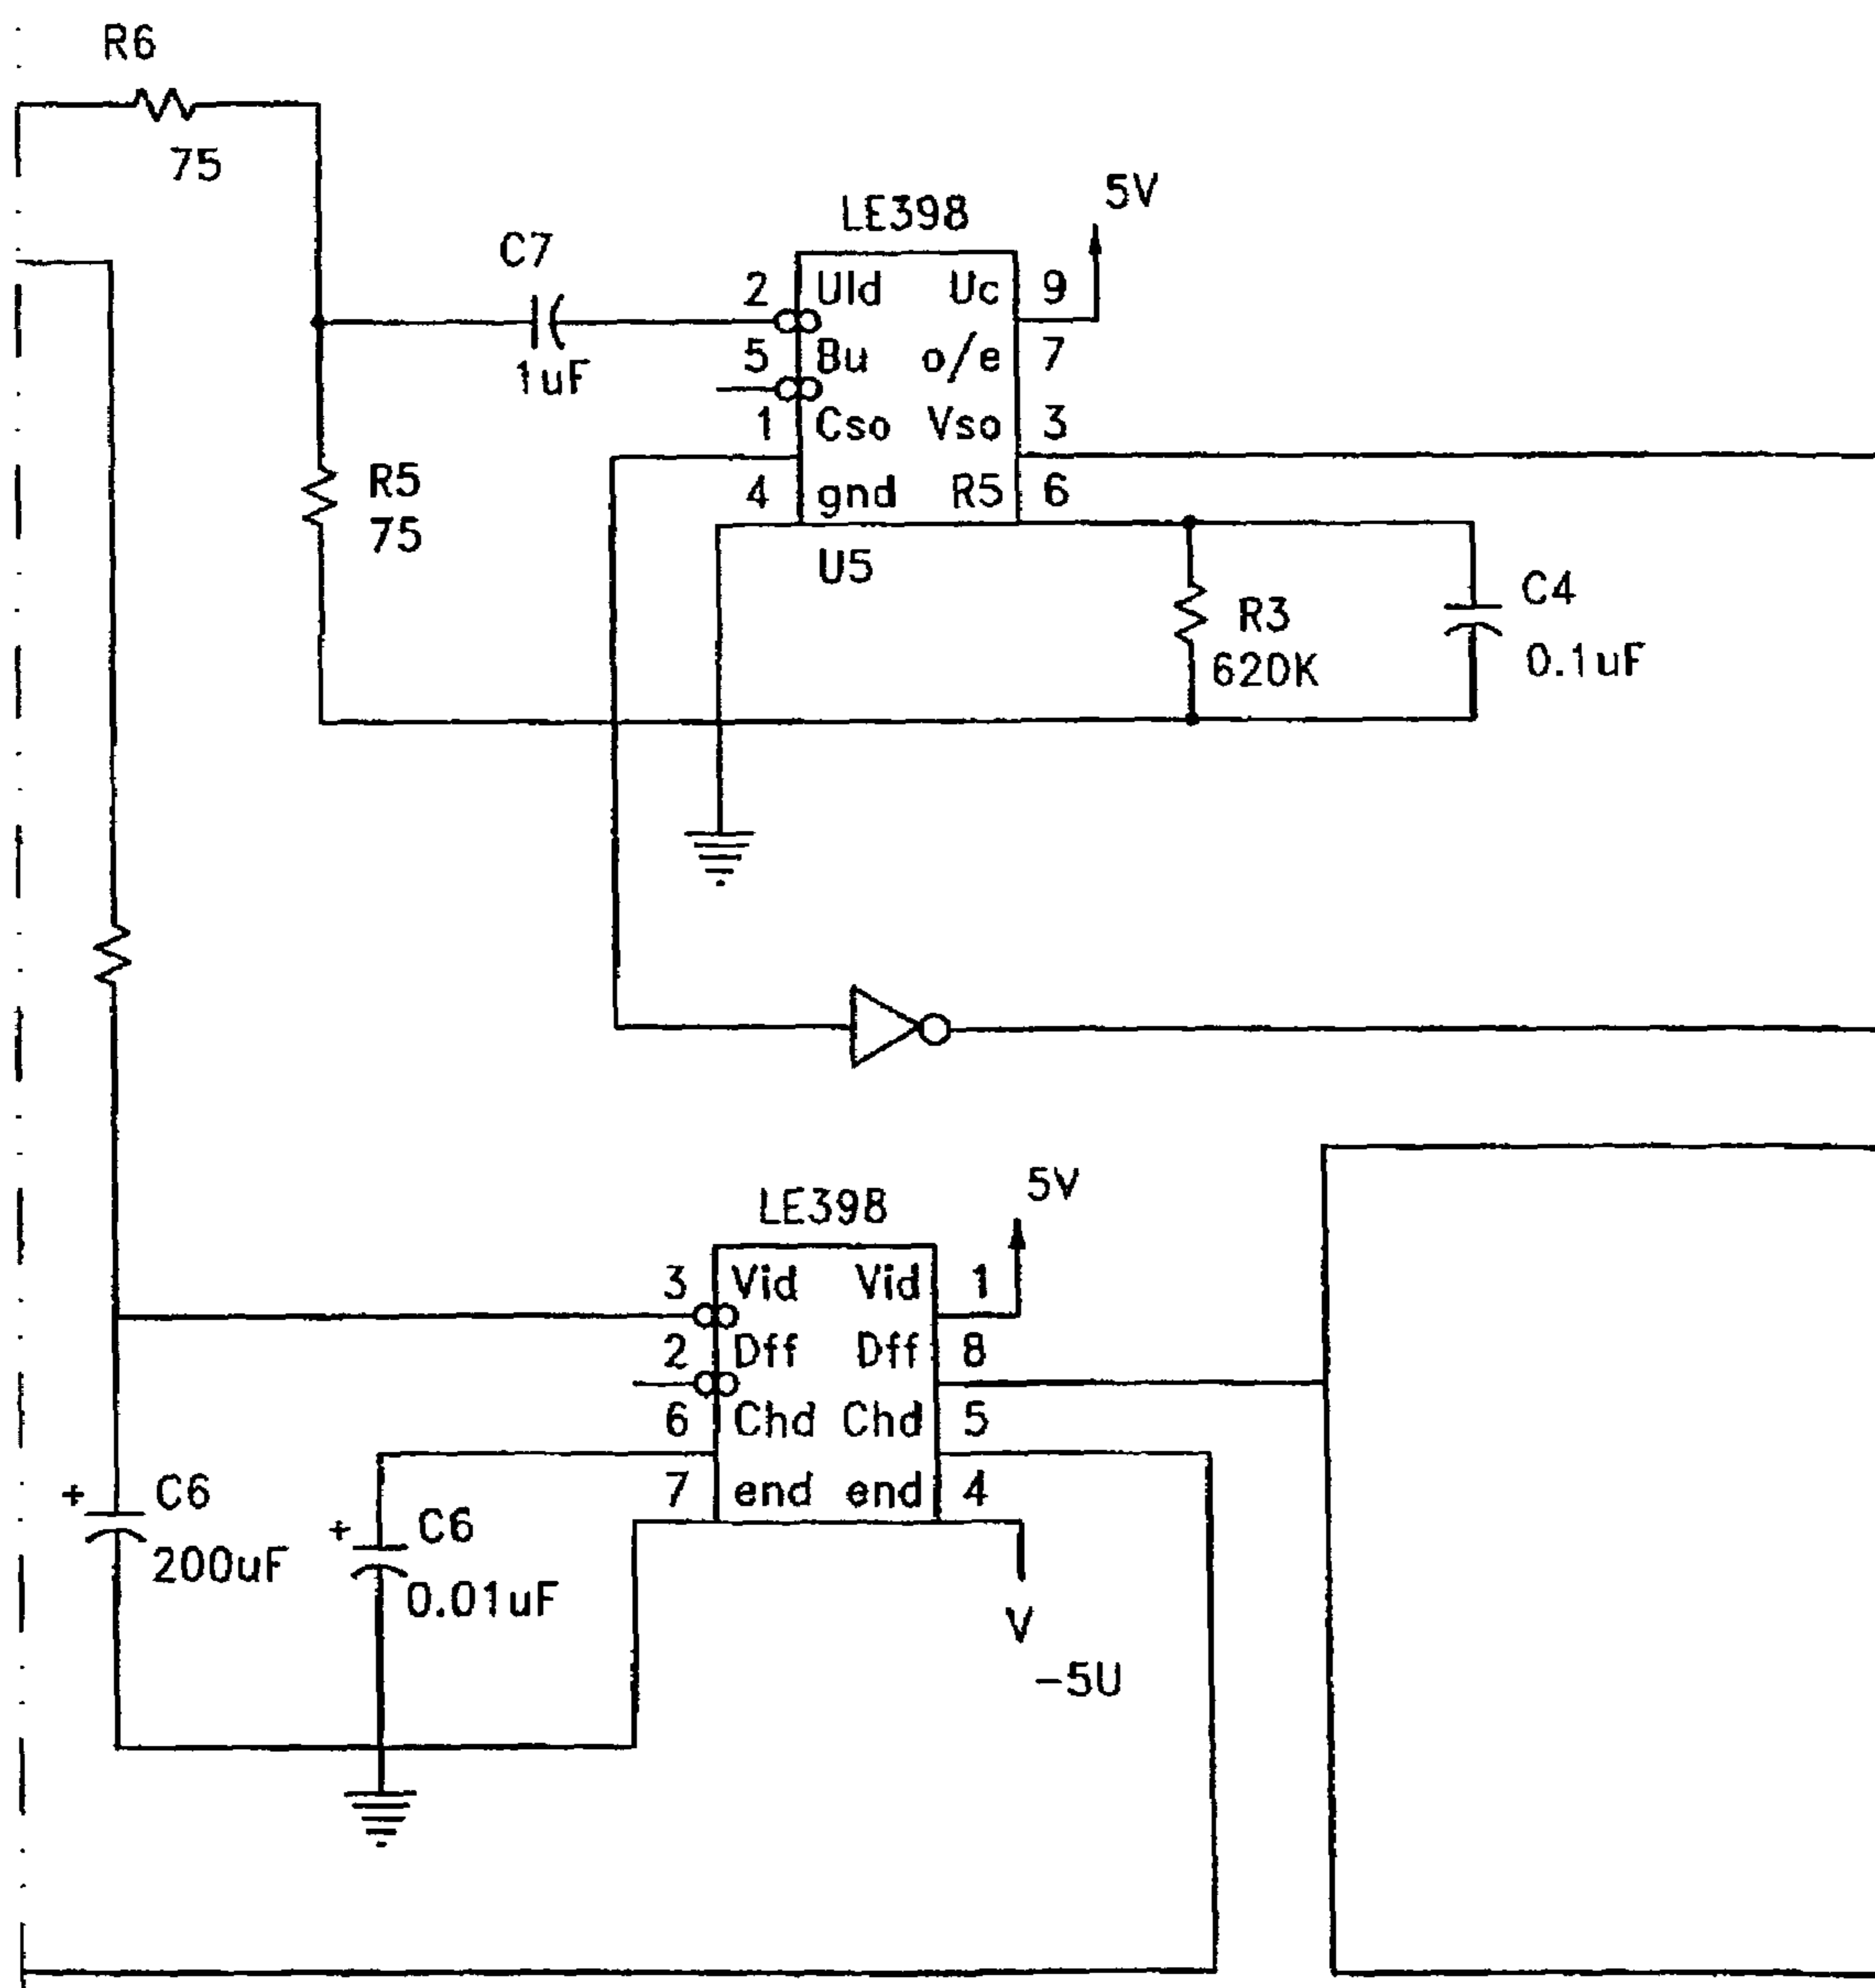 R6
75
C7
1uF
LE398
5V
2 Uld Uc 9
5 Bu o/e 7
1 Cso Vso 3
4 gnd R5 6
U5
R5
75
R3
620K
C4
0.1uF
LE398
5V
3 Vid Vid 1
2 Dff Dff 8
6 Chd Chd 5
7 end end 4
+ C6
200uF
+ C6
0.01uF
V
-5U